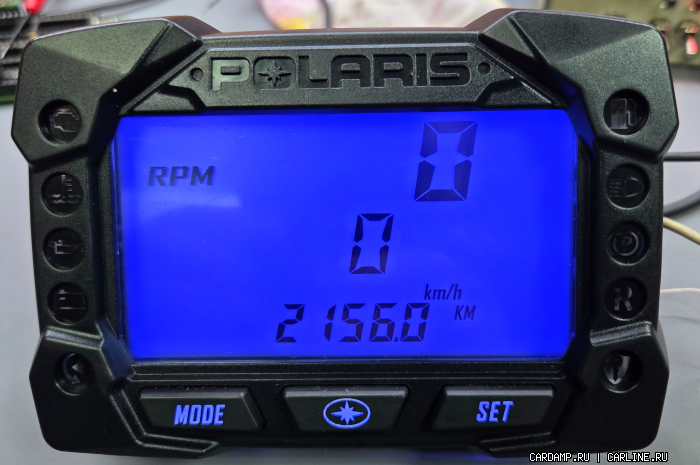 POLARIS
RPM 0
0
km/h
2156.0 KM
P
R
MODE SET
CARDAMP.RU | CARLINE.RU